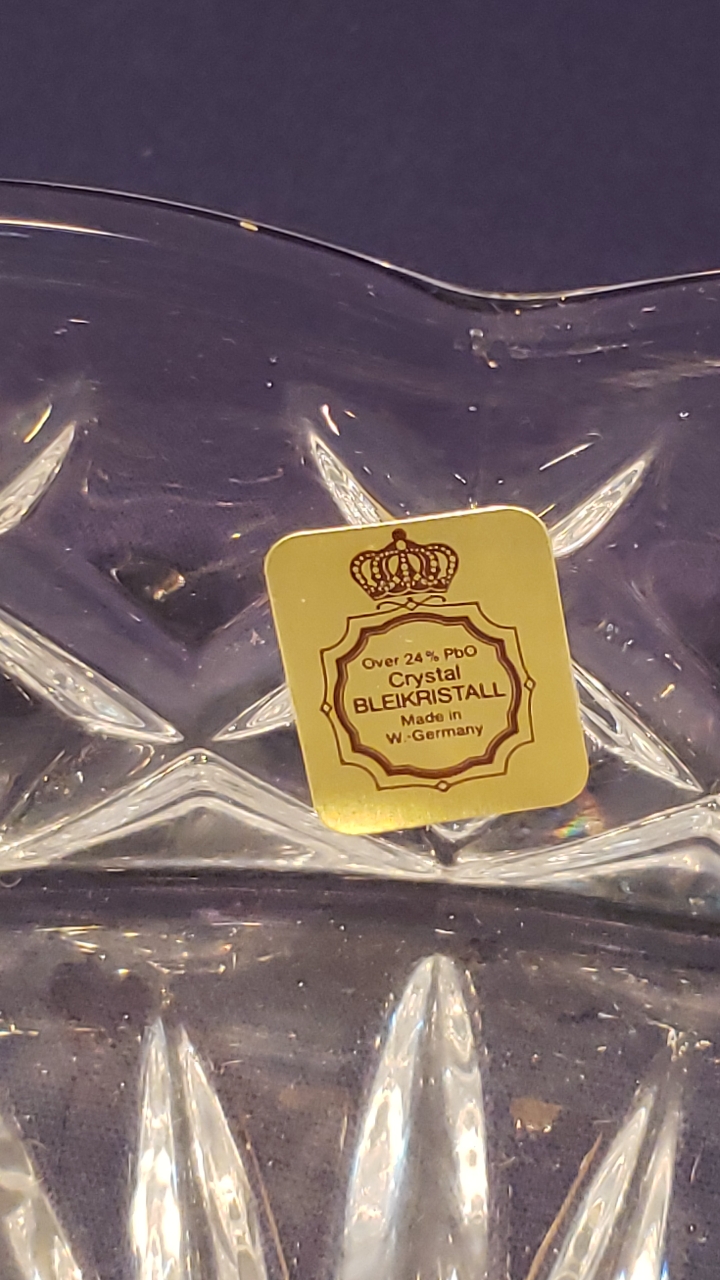 Over 24% PbO
Crystal
BLEIKRISTALL
Made in
W.-Germany